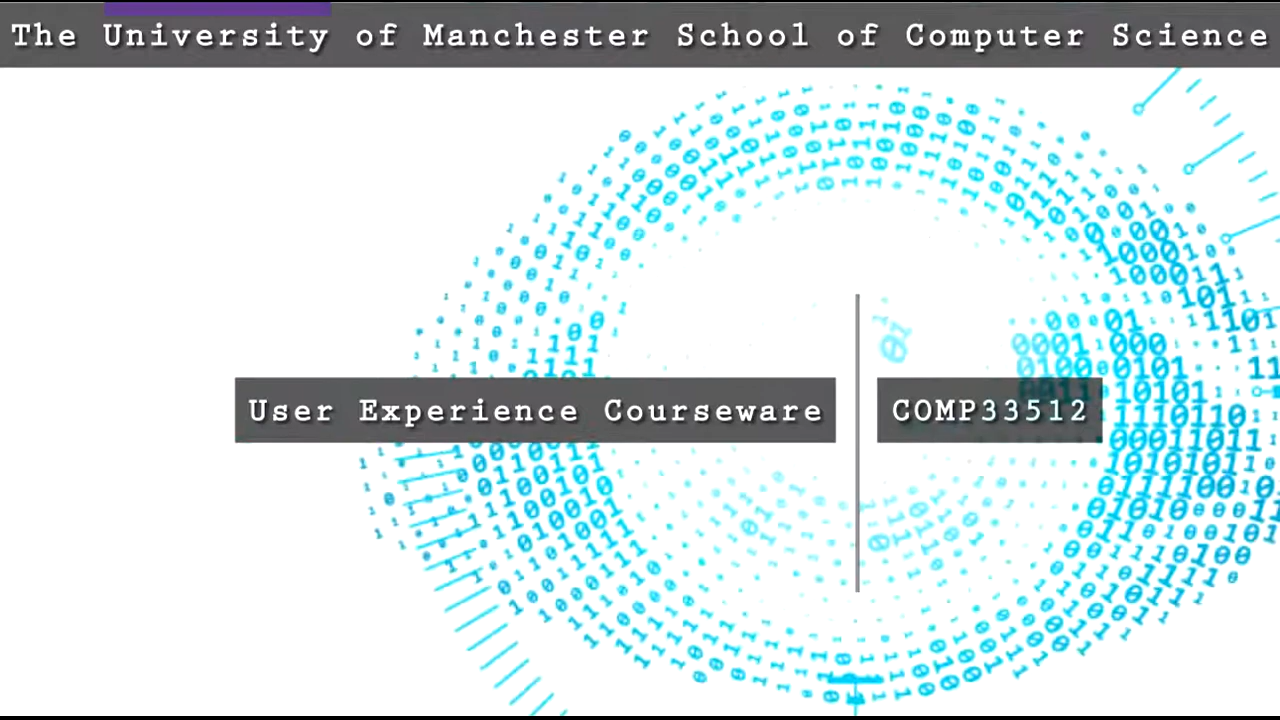 The University of Manchester School of Computer Science
User Experience Courseware
COMP33512